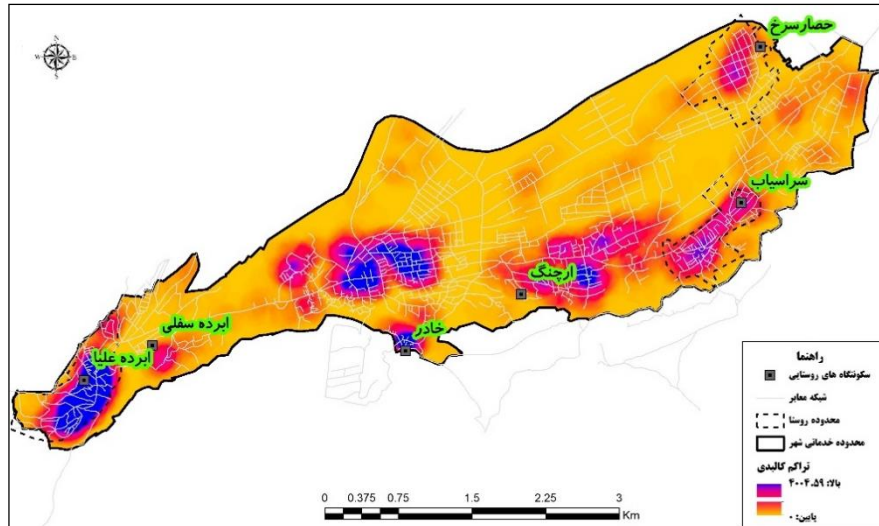 حصارسرخ
N
W E
S
سراسیاب
ارچنگ
خادر
ابرده سفلی
ابرده علیا
راهنما
سکونتگاه های روستایی
شبکه معابر
محدوده روستا
محدوده خدماتی شهر
تراکم کالبدی
بالا: ۴۰۰۴.۵۹
پایین: ۰
0 0.375 0.75 1.5 2.25 3
Km